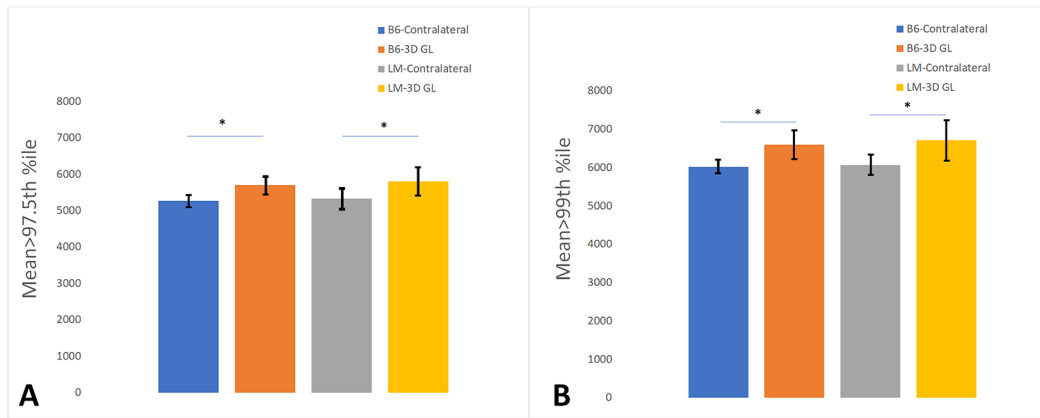 B6-Contralateral
B6-3D GL
LM-Contralateral
LM-3D GL
8000
7000
6000
5000
4000
3000
2000
1000
0
Mean>97.5th %ile
*
*
A
B6-Contralateral
B6-3D GL
LM-Contralateral
LM-3D GL
8000
7000
6000
5000
4000
3000
2000
1000
0
Mean>99th %ile
*
*
B